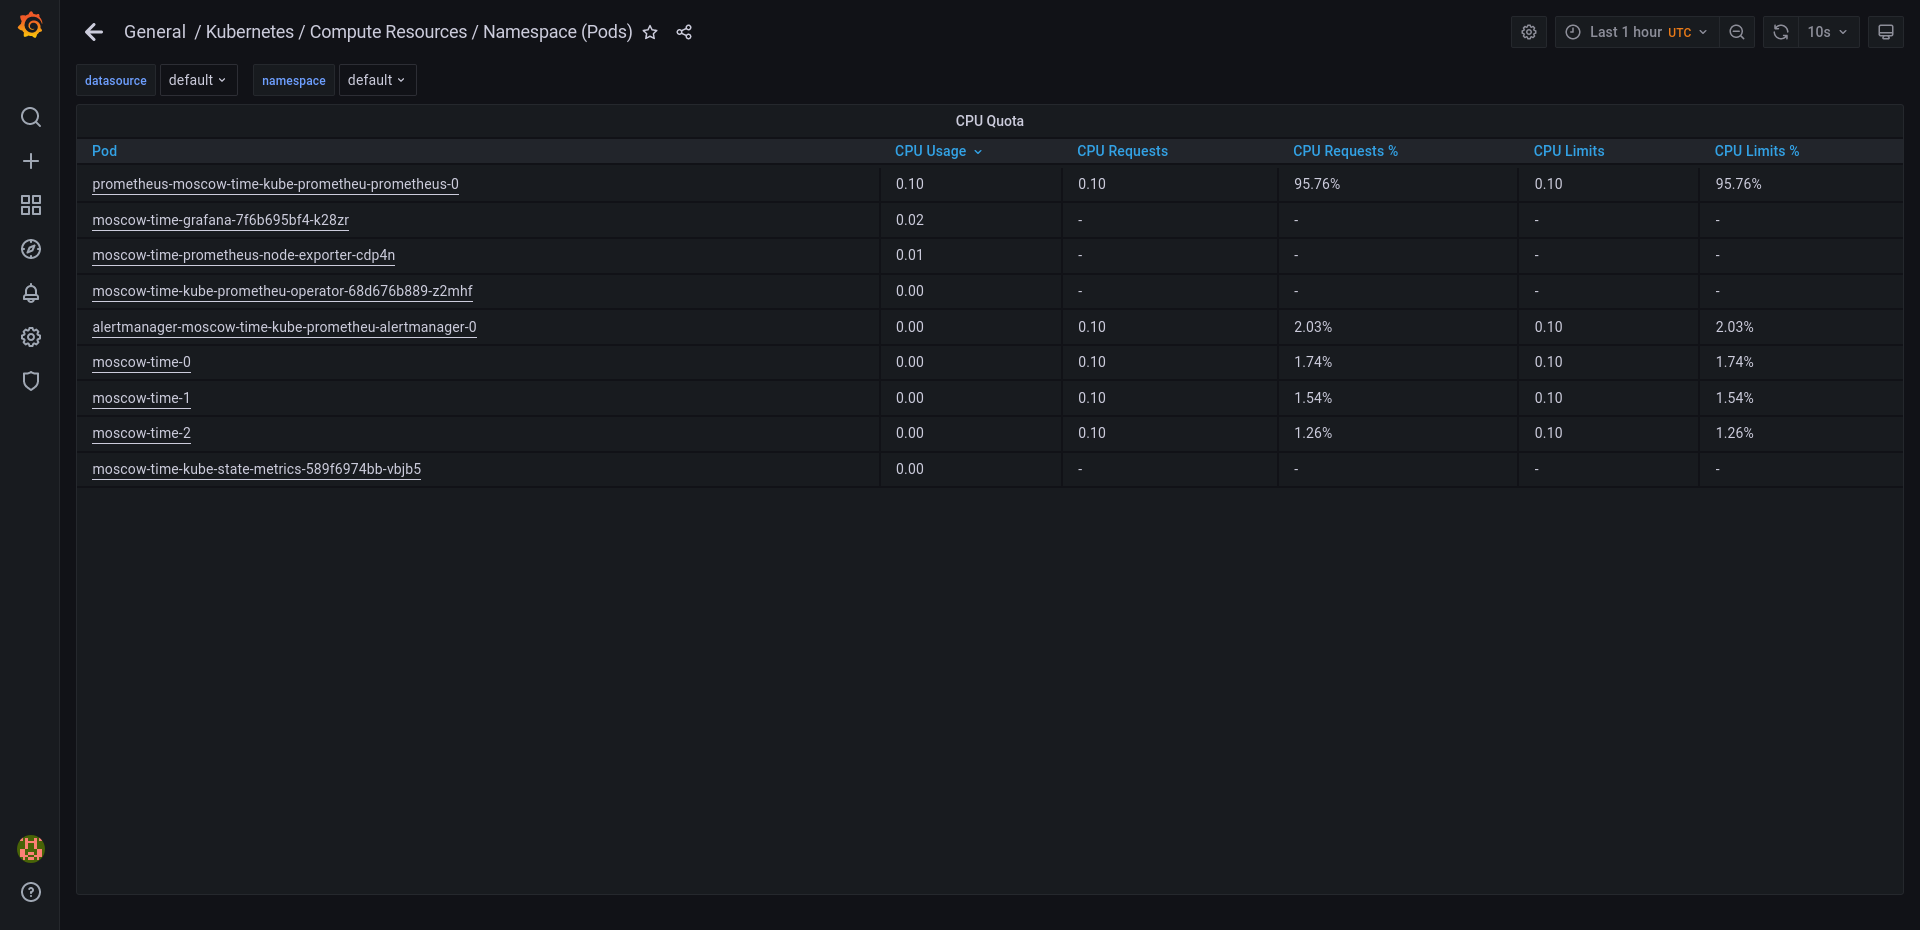 General / Kubernetes / Compute Resources / Namespace (Pods)
Last 1 hour UTC
10s
datasource default namespace default
CPU Quota
Pod CPU Usage CPU Requests CPU Requests % CPU Limits CPU Limits %
prometheus-moscow-time-kube-prometheu-prometheus-0 0.10 0.10 95.76% 0.10 95.76%
moscow-time-grafana-7f6b695bf4-k28zr 0.02 - - - -
moscow-time-prometheus-node-exporter-cdp4n 0.01 - - - -
moscow-time-kube-prometheu-operator-68d676b889-z2mhf 0.00 - - - -
alertmanager-moscow-time-kube-prometheu-alertmanager-0 0.00 0.10 2.03% 0.10 2.03%
moscow-time-0 0.00 0.10 1.74% 0.10 1.74%
moscow-time-1 0.00 0.10 1.54% 0.10 1.54%
moscow-time-2 0.00 0.10 1.26% 0.10 1.26%
moscow-time-kube-state-metrics-589f6974bb-vbjb5 0.00 - - - -